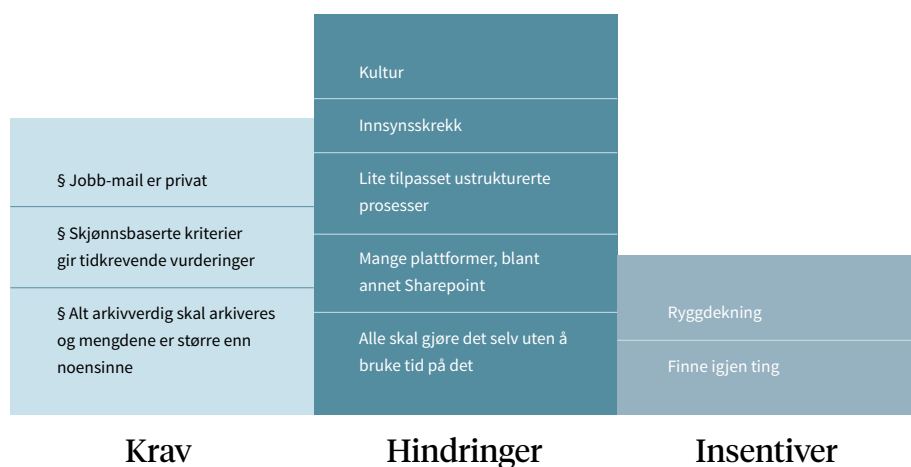 § Jobb-mail er privat
§ Skjønnsbaserte kriterier
gir tidkrevende vurderinger
§ Alt arkivverdig skal arkiveres
og mengdene er større enn
noensinne
Krav
Kultur
Innsynsskrekk
Lite tilpasset ustrukturerte
prosesser
Mange plattformer, blant
annet Sharepoint
Alle skal gjøre det selv uten å
bruke tid på det
Hindringer
Ryggdekning
Finne igjen ting
Insentiver